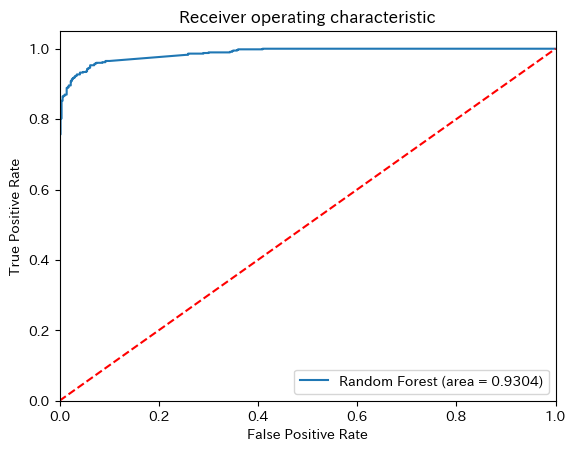 Receiver operating characteristic
True Positive Rate
1.0
0.8
0.6
0.4
0.2
0.0
Random Forest (area = 0.9304)
0.0 0.2 0.4 0.6 0.8 1.0
False Positive Rate